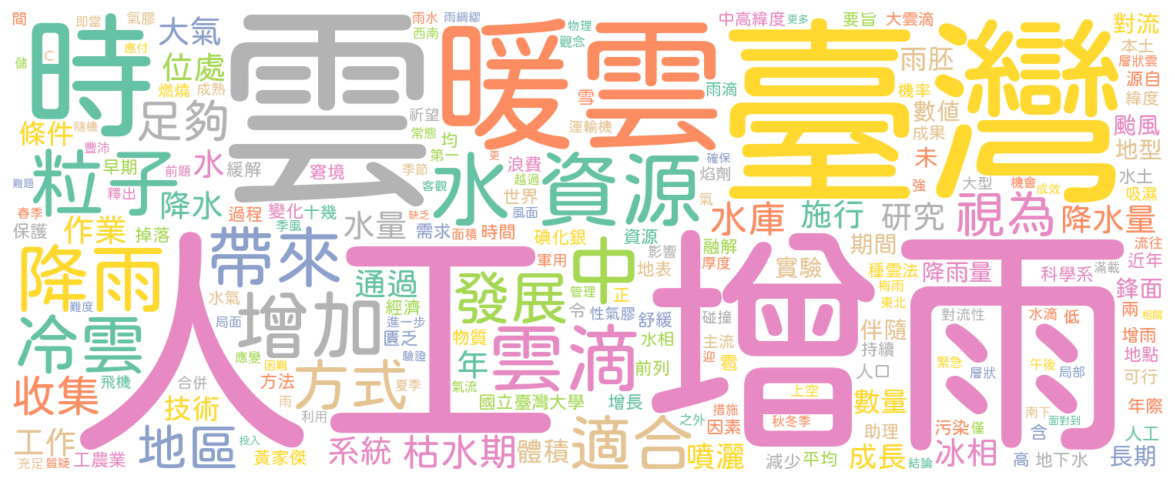 間 即當 氣膠 大氣 雨水 雨綢繆 物理 中高緯度 更多 要旨 大雲滴 對流
時 雲 暖雲 臺灣
應付 西南 觀念 雨胚 本土
儲 C 位處 層狀雲
燃燒 成熟 雪 雨滴 機率 源自
足夠 祈望 數值 緯度
條件 隨機 常態 運輸機 成果 颱風
豐沛 均 地型
粒子 早期 前題 水 緩解 窘境 第一 更 浪費 確保 未
難題 釋出 降水 季節 客觀 水 越過 資源 世界 焰劑 強 大型 機會 水土 成效 吸濕
春季 過程 變化 十幾 缺乏 風面 氣 視為
保護 作業 掉落 季風 水量 需求 面積 時間 碘化銀 資源 水庫 施行 研究 降水量
降雨 帶來 中 軍用 影響 融解 期間 流往
難度 水氣 通過 發展 管理 地表 厚度 實驗 種雲法 降雨量 科學系 近年 滿載
人工增雨
增加 經濟 令 正 性氣膠 梅雨 東北 鋒面
冷雲 局面 進一步 匱乏 物質 雲滴 舒緩 碰撞 伴隨 對流性 水滴 低 兩 相關
應變 困難 驗證 年 水相 主流 持續 增雨
收集 飛機 合併 方法 方式 夏季 氣流 前列 迎 雹 人口 緊急 層狀 午後 局部 地點
技術 雨 利用 國立臺灣大學 增長 上空 數量 可行
工作 地區 系統 枯水期 之外 措施 因素 秋冬季 助理 污染 僅 南下 面對到 年際
充足 質疑 工農業 投入 黃家傑 體積 適合 噴灑 減少 平均 成長 結論 冰相 高 含 地下水 人工 長期